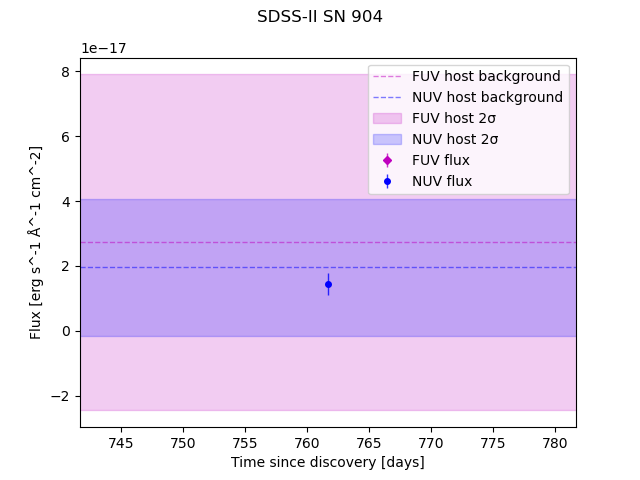 SDSS-II SN 904
1e−17
FUV host background
NUV host background
FUV host 2σ
NUV host 2σ
FUV flux
NUV flux
8
6
4
2
0
−2
Flux [erg s^-1 Å^-1 cm^-2]
745 750 755 760 765 770 775 780
Time since discovery [days]